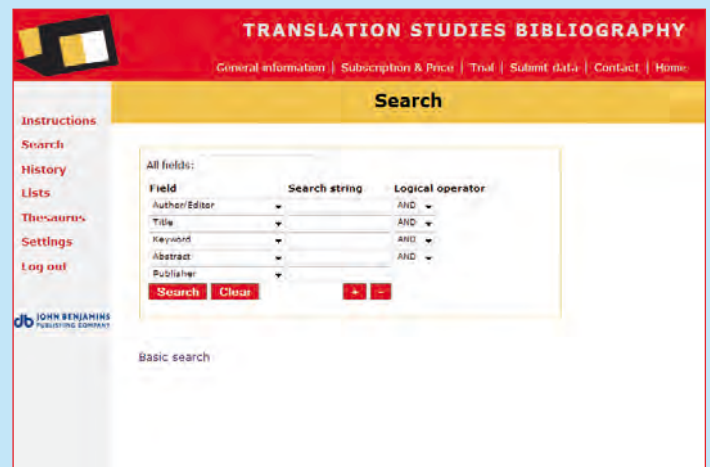 TRANSLATION STUDIES BIBLIOGRAPHY
General information | Subscription & Price | Trial | Submit data | Contact | Home
Search
Instructions
Search
History
Lists
Thesaurus
Settings
Log out
JOHN BENJAMINS
PUBLISHING COMPANY
All fields:
Field Search string Logical operator
Author/Editor AND
Title AND
Keyword AND
Abstract AND
Publisher
Search Clear + -
Basic search